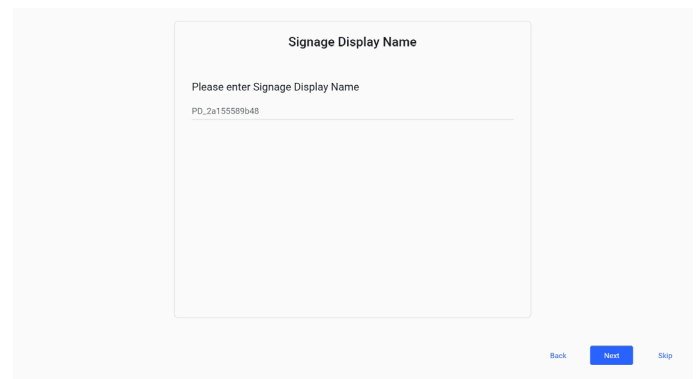 Signage Display Name
Please enter Signage Display Name
PD_2a155589b48
Back Next Skip